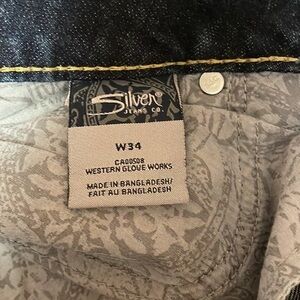 Silver
JEANS CO.
W34
CA00508
WESTERN GLOVE WORKS
MADE IN BANGLADESH/
FAIT AU BANGLADESH